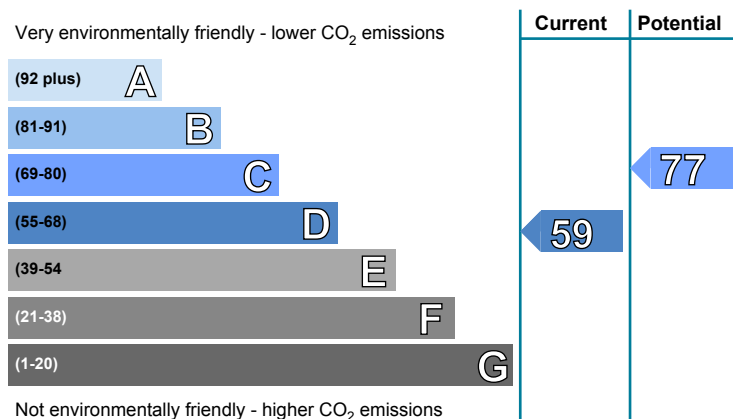 Very environmentally friendly - lower CO2 emissions
Current Potential
(92 plus) A
(81-91) B
(69-80) C
77
(55-68) D
59
(39-54 E
(21-38) F
(1-20) G
Not environmentally friendly - higher CO2 emissions